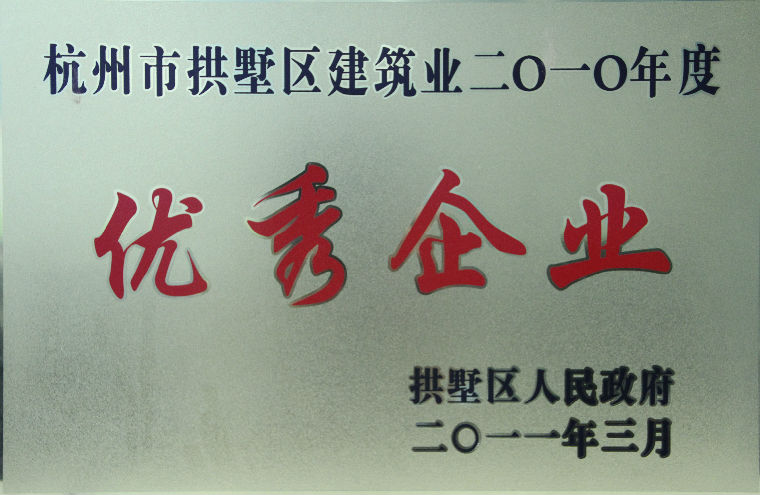 杭州市拱墅区建筑业二〇一〇年度
优秀企业
拱墅区人民政府
二〇一一年三月